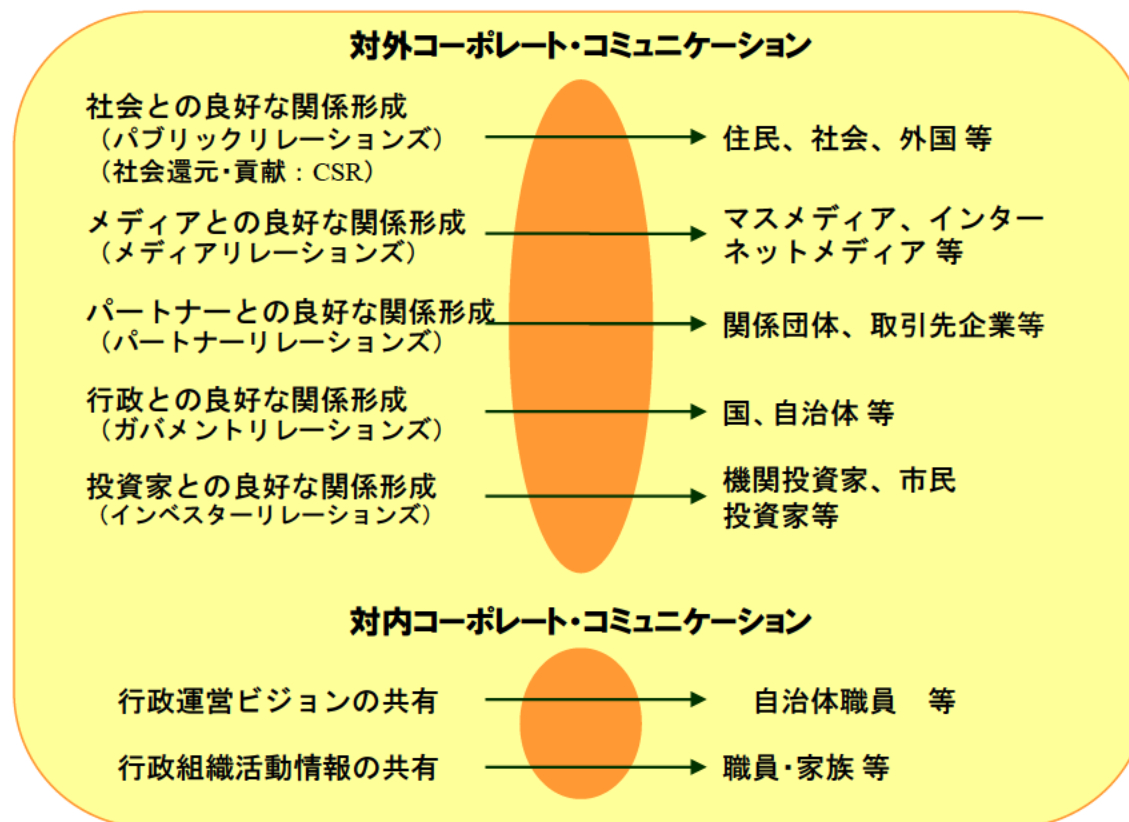 対外コーポレート・コミュニケーション
社会との良好な関係形成
（パブリックリレーションズ）
（社会還元・貢献：CSR）
住民、社会、外国 等
メディアとの良好な関係形成
（メディアリレーションズ）
マスメディア、インター
ネットメディア 等
パートナーとの良好な関係形成
（パートナーリレーションズ）
関係団体、取引先企業等
行政との良好な関係形成
（ガバメントリレーションズ）
国、自治体 等
投資家との良好な関係形成
（インベスターリレーションズ）
機関投資家、市民
投資家等
対内コーポレート・コミュニケーション
行政運営ビジョンの共有
自治体職員　等
行政組織活動情報の共有
職員・家族 等